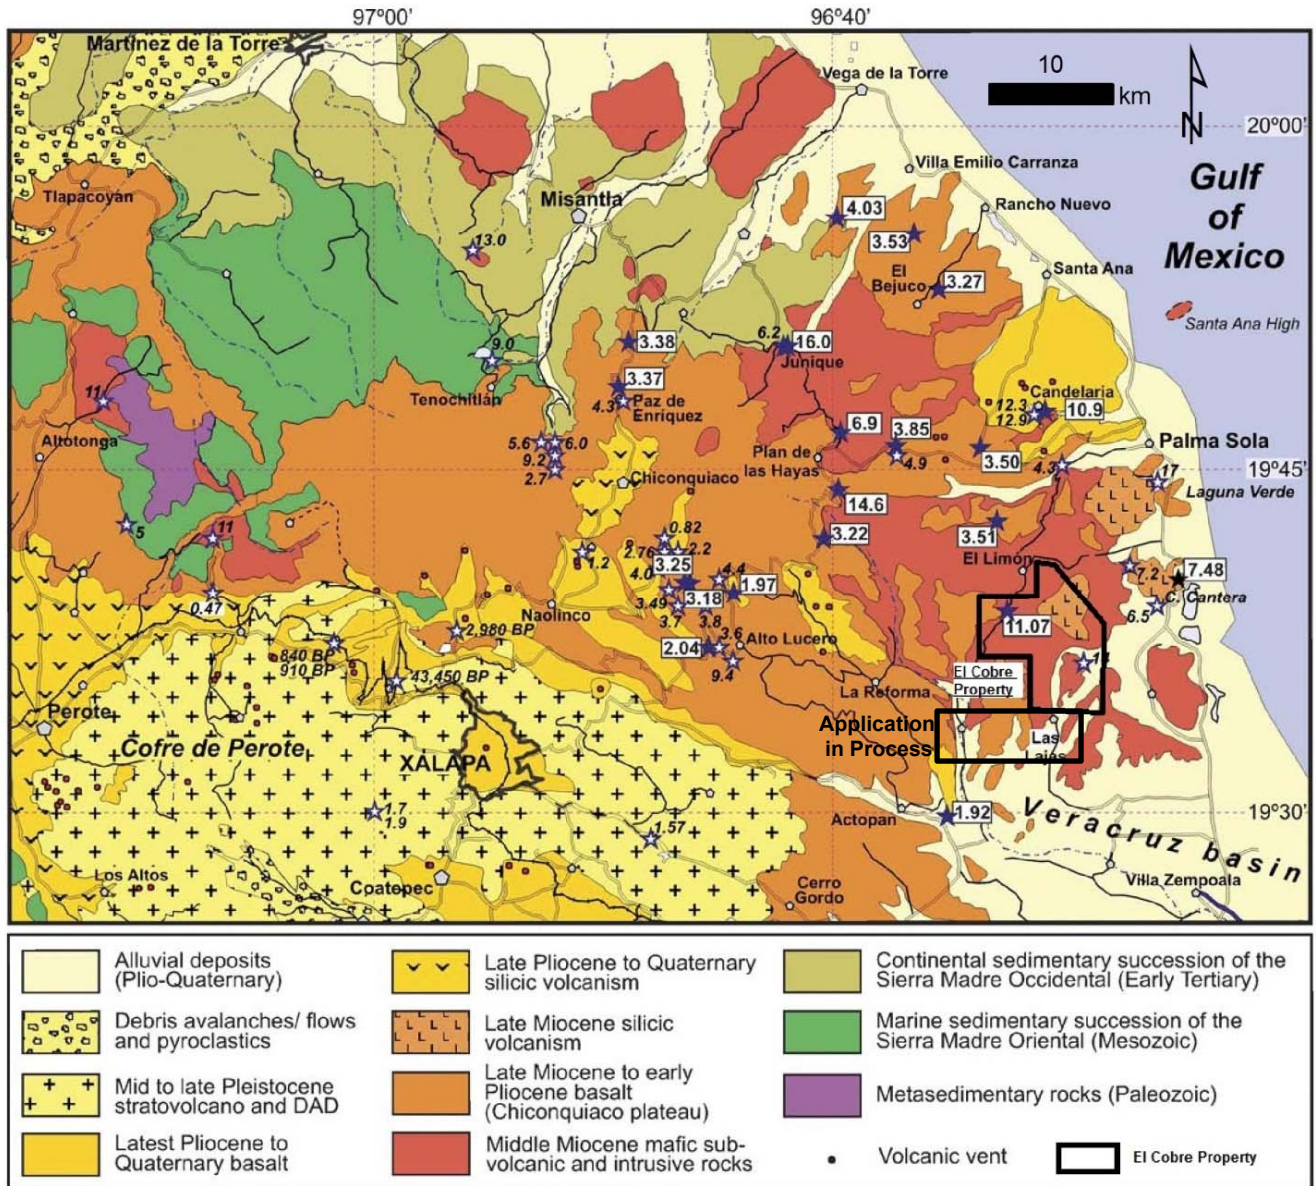 97°00'
96°40'
Martínez de la Torre
Vega de la Torre
10
km
N
20°00'
Tlapacoyan
Misantla
Villa Emilio Carranza
Rancho Nuevo
Gulf
of
Mexico
4.03
3.53
13.0
El
Bejuco
3.27
Santa Ana
Santa Ana High
3.38
6.2
16.0
Junique
9.0
Tenochitlán
3.37
4.3
Paz de
Enríquez
11
Candelaria
12.3
12.9
10.9
Altotonga
5.6
6.0
9.2
2.7
6.9
3.85
4.9
Plan de
las Hayas
3.50
4.3
Palma Sola
19°45'
17
Laguna Verde
Chiconquiaco
14.6
5
11
0.82
2.76
2.2
1.2
3.22
3.51
El Limón
3.25
4.0
4.4
1.97
7.2
7.48
C. Cantera
0.47
3.49
3.18
3.7
3.8
6.5
11.07
Naolinco
2,980 BP
3.6
Alto Lucero
2.04
9.4
840 BP
910 BP
43,450 BP
La Reforma
El Cobre
Property
Perote
Cofre de Perote
XALAPA
Application
in Process
Las
Lajas
1.7
1.9
1.57
Actopan
1.92
19°30'
Veracruz basin
Los Altos
Coatepec
Cerro
Gordo
Villa Zempoala
Alluvial deposits
(Plio-Quaternary)
Debris avalanches/ flows
and pyroclastics
Mid to late Pleistocene
stratovolcano and DAD
Latest Pliocene to
Quaternary basalt
Late Pliocene to Quaternary
silicic volcanism
Late Miocene silicic
volcanism
Late Miocene to early
Pliocene basalt
(Chiconquiaco plateau)
Middle Miocene mafic sub-
volcanic and intrusive rocks
Continental sedimentary succession of the
Sierra Madre Occidental (Early Tertiary)
Marine sedimentary succession of the
Sierra Madre Oriental (Mesozoic)
Metasedimentary rocks (Paleozoic)
Volcanic vent
El Cobre Property